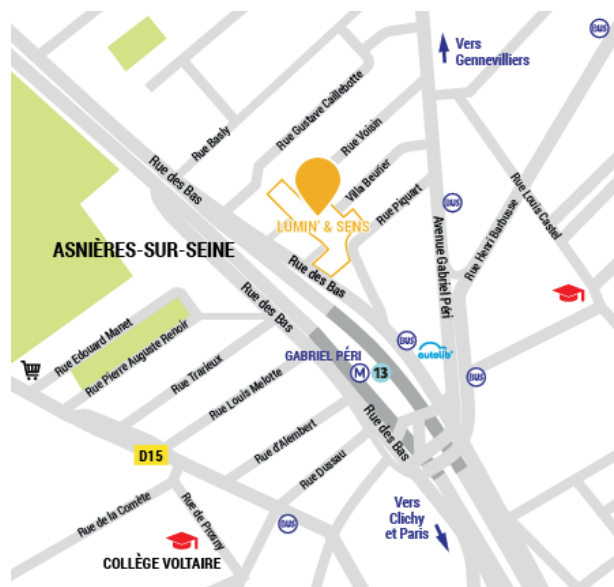 BUS
Vers
Gennevilliers
Rue Gustave Caillebotte
Rue Basly
Rue Voisin
Rue des Bas
Villa Beurier
Rue Louis Castel
Rue Piquart
BUS
LUMIN' & SENS
Avenue Gabriel Péri
Rue Henri Barbusse
ASNIÈRES-SUR-SEINE
Rue des Bas
Rue des Bas
Rue Edouard Manet
Rue Pierre Auguste Renoir
Rue Trarieux
BUS
autolib'
GABRIEL PÉRI
M 13
BUS
Rue Louis Melotte
Rue des Bas
D15
Rue d'Alembert
Rue Dussau
Rue de la Comète
Rue de Prosny
BUS
Vers
Clichy
et Paris
COLLÈGE VOLTAIRE